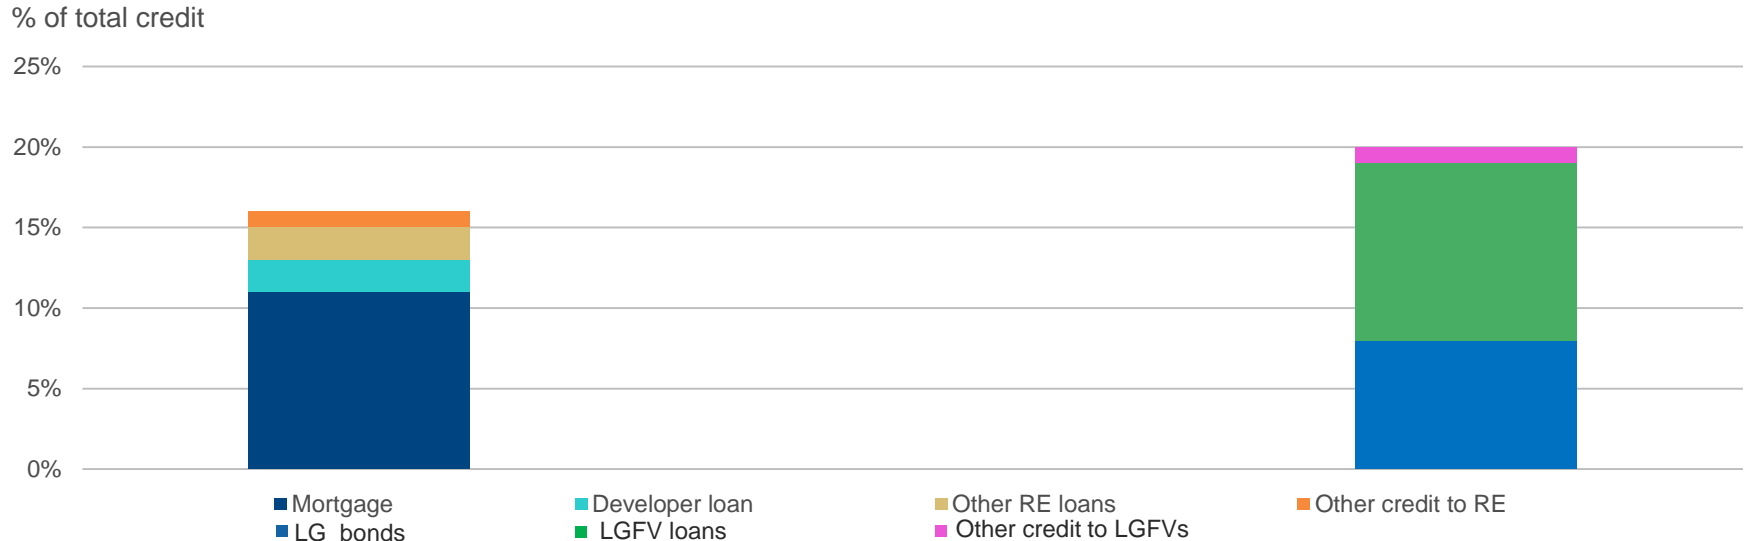 % of total credit
25%
20%
15%
10%
5%
0%
Mortgage Developer loan Other RE loans Other credit to RE
LG bonds LGFV loans Other credit to LGFVs